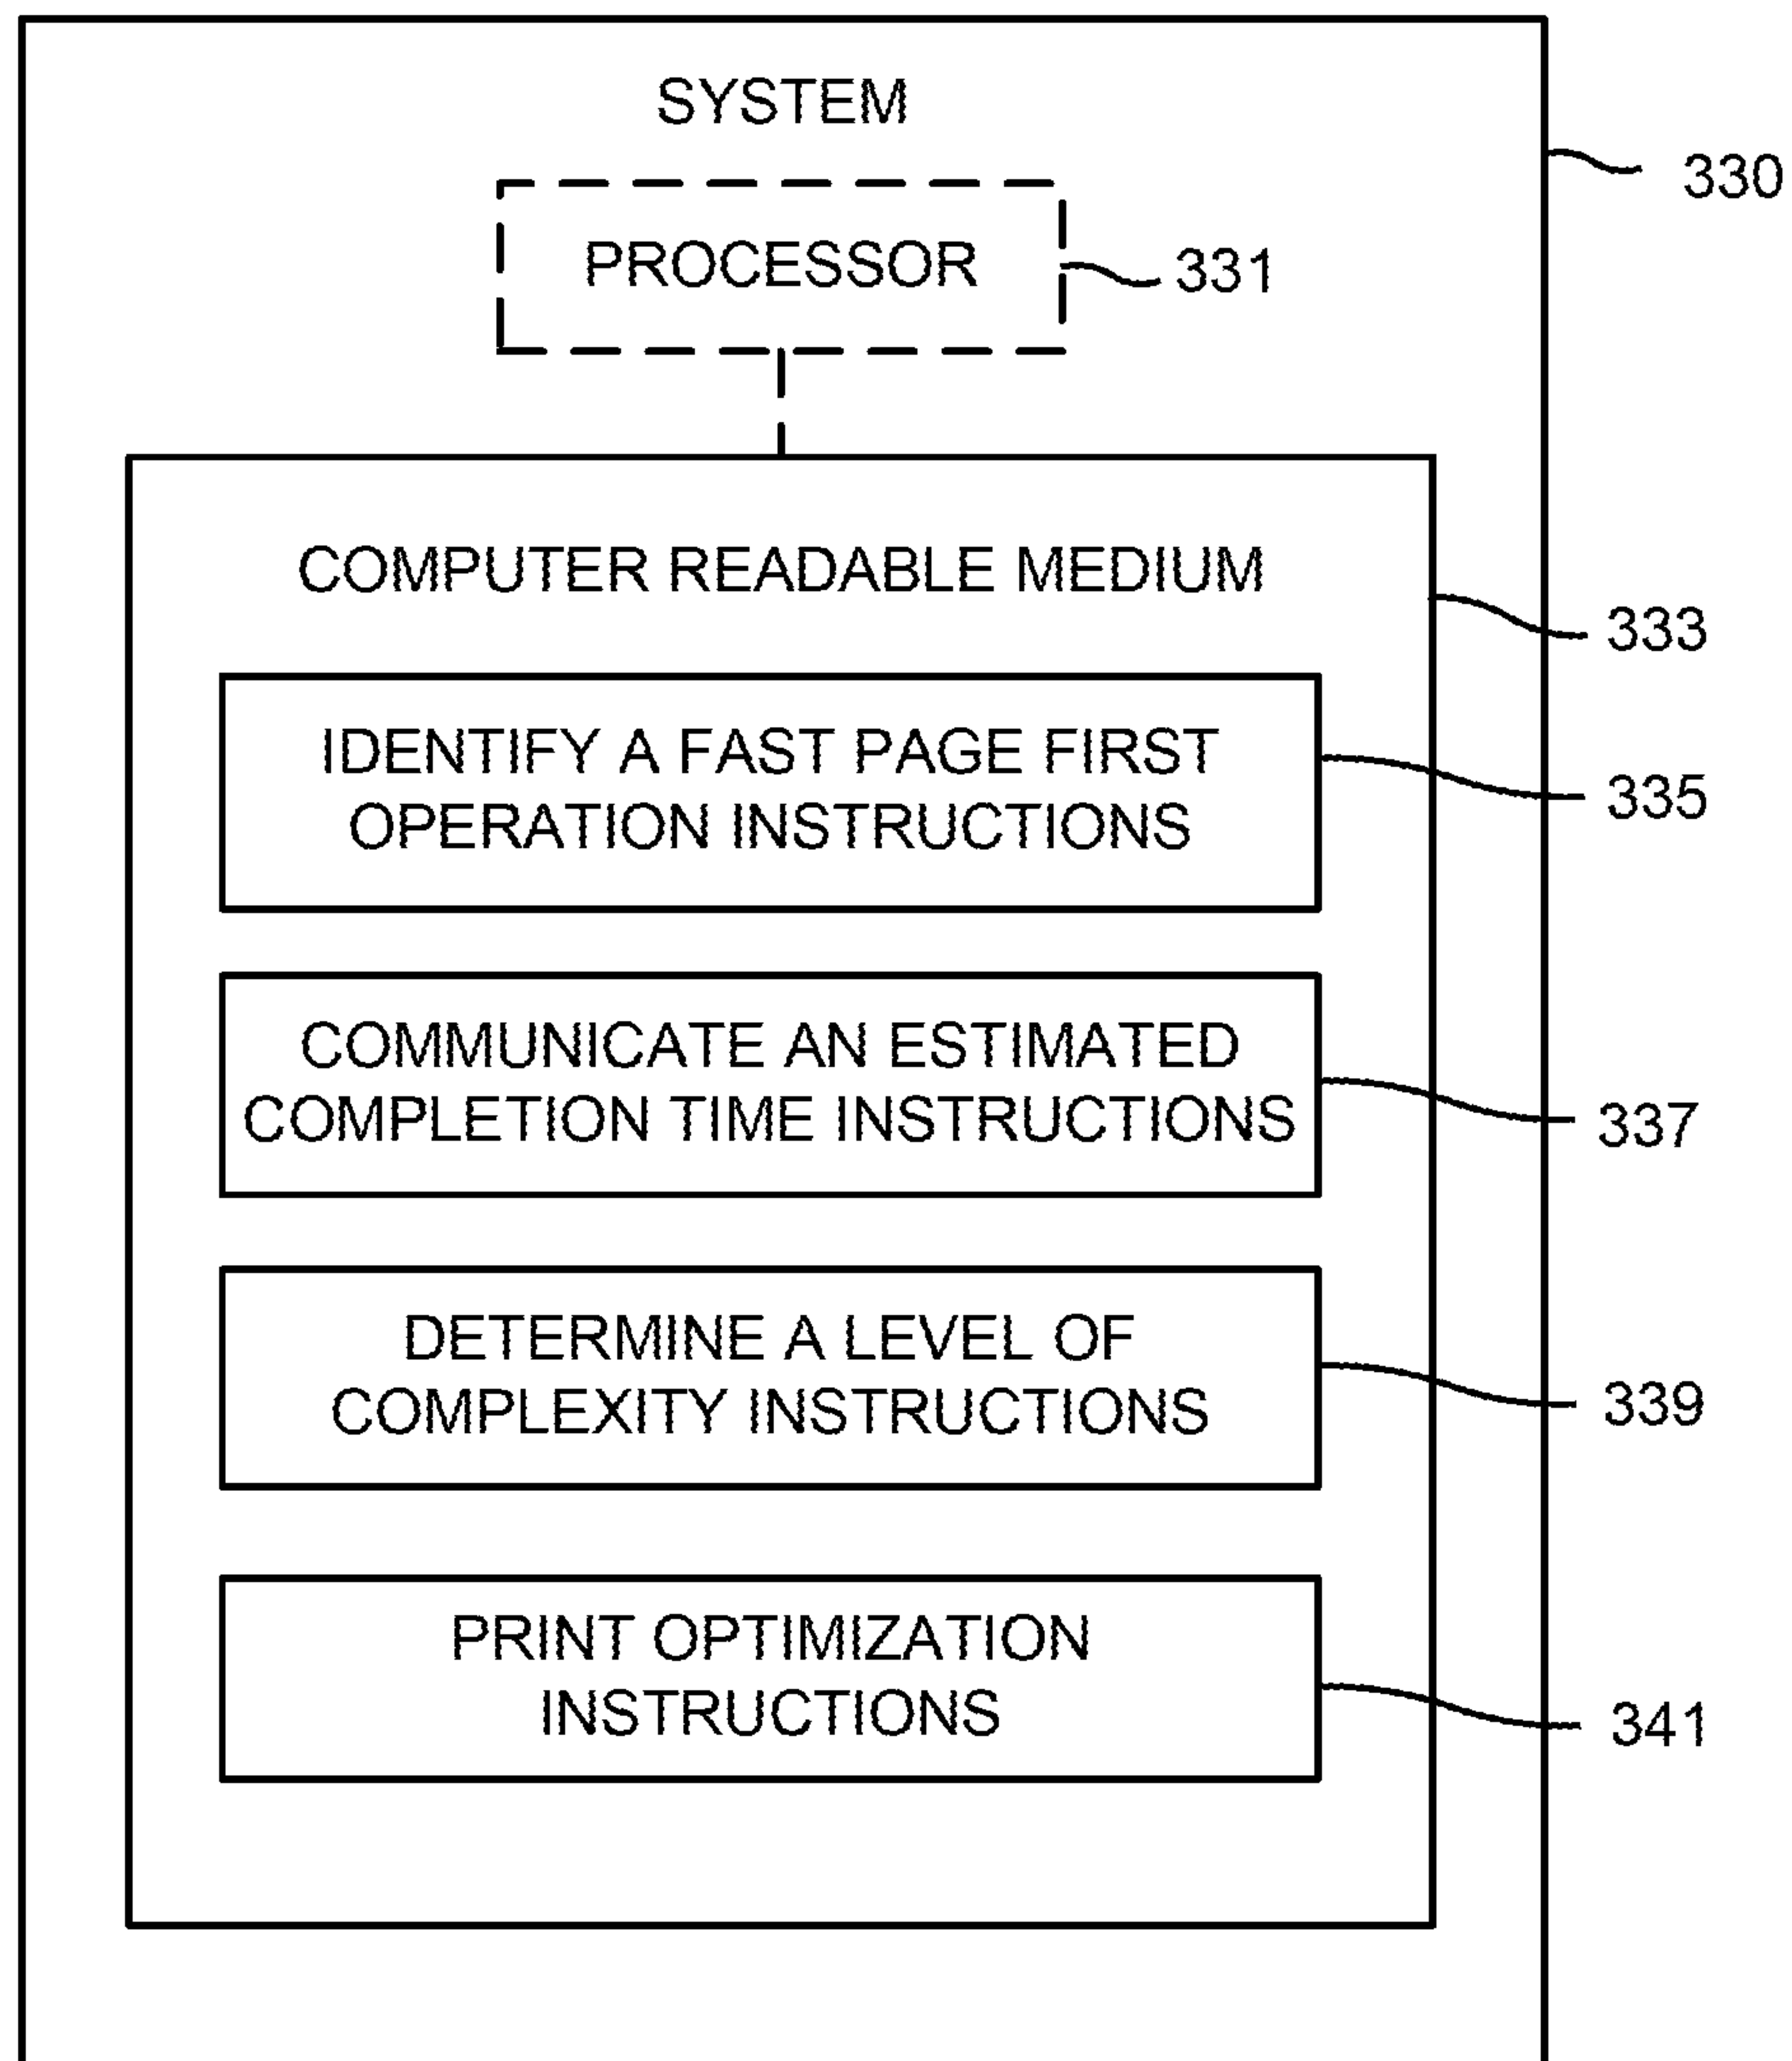 SYSTEM
330
PROCESSOR
331
COMPUTER READABLE MEDIUM
333
IDENTIFY A FAST PAGE FIRST
OPERATION INSTRUCTIONS
335
COMMUNICATE AN ESTIMATED
COMPLETION TIME INSTRUCTIONS
337
DETERMINE A LEVEL OF
COMPLEXITY INSTRUCTIONS
339
PRINT OPTIMIZATION
INSTRUCTIONS
341